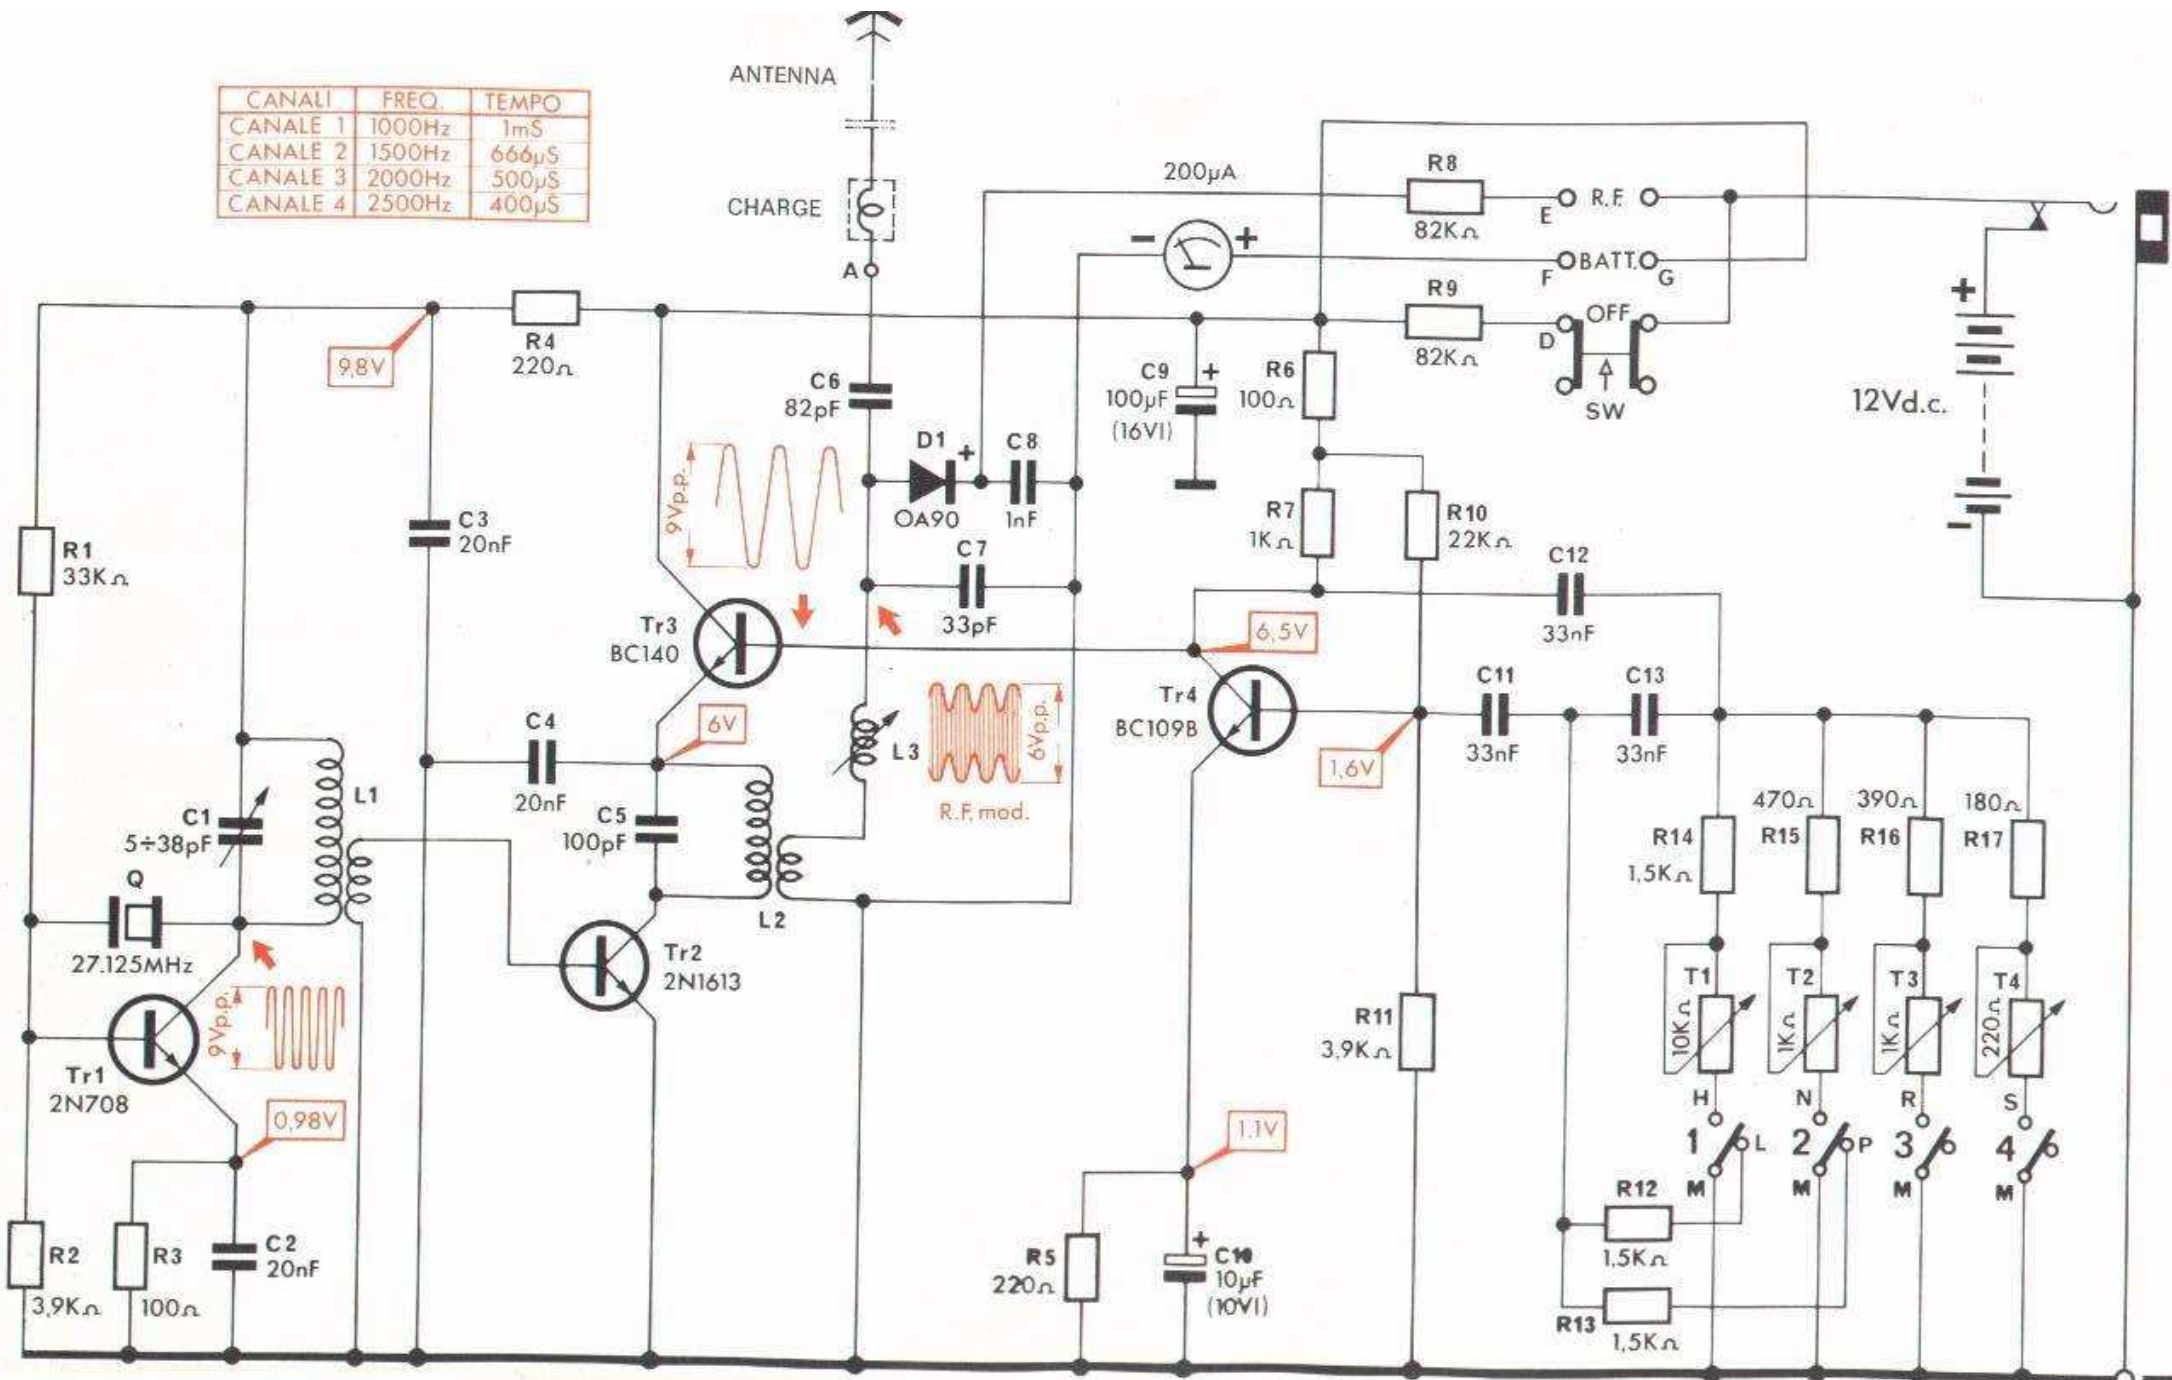 ANTENNA
CANALI FREQ. TEMPO
CANALE 1 1000Hz 1mS
CANALE 2 1500Hz 666µS
CANALE 3 2000Hz 500µS
CANALE 4 2500Hz 400µS
CHARGE
A
200µA
- +
R8
82KΩ
E R.F.
F BATT. G
R9
82KΩ
D OFF
SW
+
12Vd.c.
-
R4
220Ω
9,8V
C6
82pF
C9 +
100µF
(16Vl)
R6
100Ω
9Vp.p.
D1 +
OA90
C8
1nF
C3
20nF
R1
33KΩ
R7
1KΩ
R10
22KΩ
C7
33pF
C12
33nF
Tr3
BC140
6,5V
Tr4
BC109B
C11
33nF
C13
33nF
1,6V
C4
20nF
6V
L3
6Vp.p.
R.F. mod.
L1
C1
5÷38pF
C5
100pF
L2
R14
1,5KΩ
470Ω
R15
390Ω
R16
180Ω
R17
Q
27.125MHz
Tr2
2N1613
9Vp.p.
Tr1
2N708
0,98V
R11
3,9KΩ
T1
10KΩ
T2
1KΩ
T3
1KΩ
T4
220Ω
H N R S
1 L 2 P 3 4
M M M M
1,1V
R12
1,5KΩ
R13
1,5KΩ
R2
3,9KΩ
R3
100Ω
C2
20nF
R5
220Ω
+
C10
10µF
(10Vl)